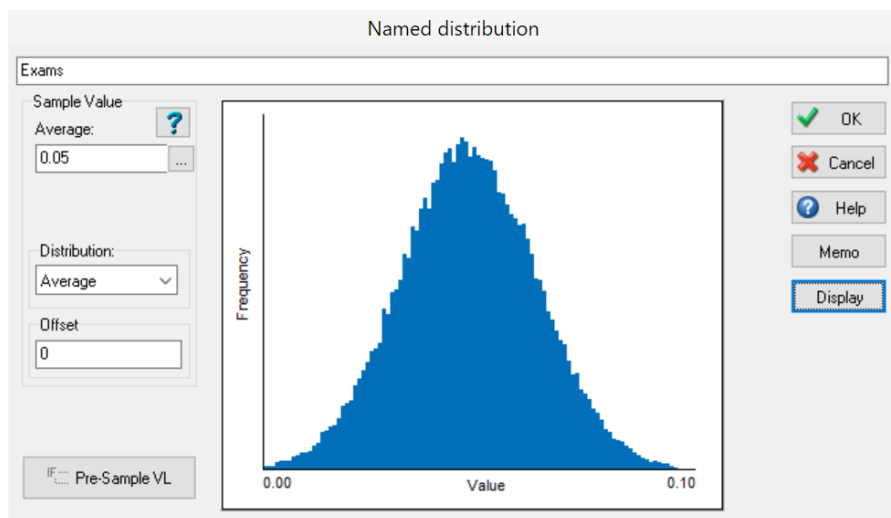 Named distribution
Exams
Sample Value
Average:
?
0.05
...
Distribution:
Average
Offset
0
IF Pre-Sample VL
Frequency
0.00
Value
0.10
OK
Cancel
? Help
Memo
Display